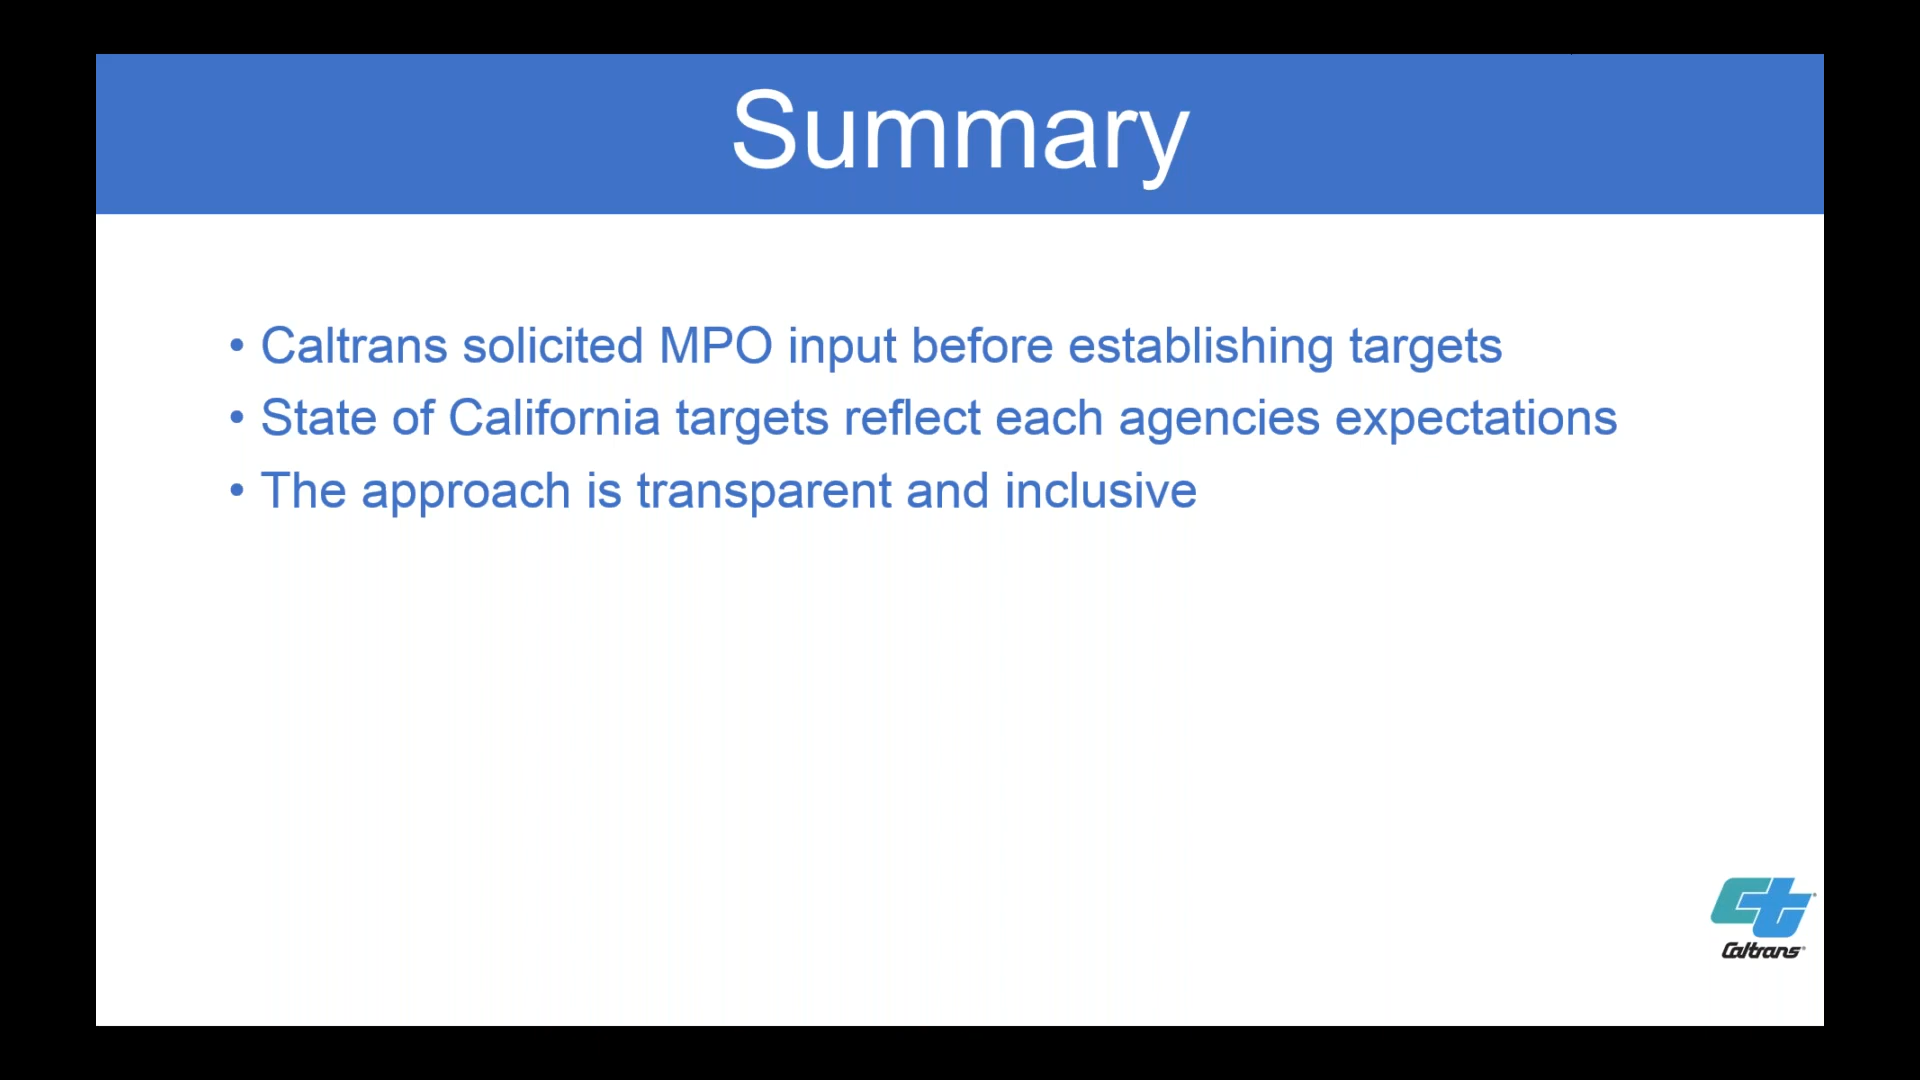 Summary
• Caltrans solicited MPO input before establishing targets
• State of California targets reflect each agencies expectations
• The approach is transparent and inclusive
Ct
Caltrans